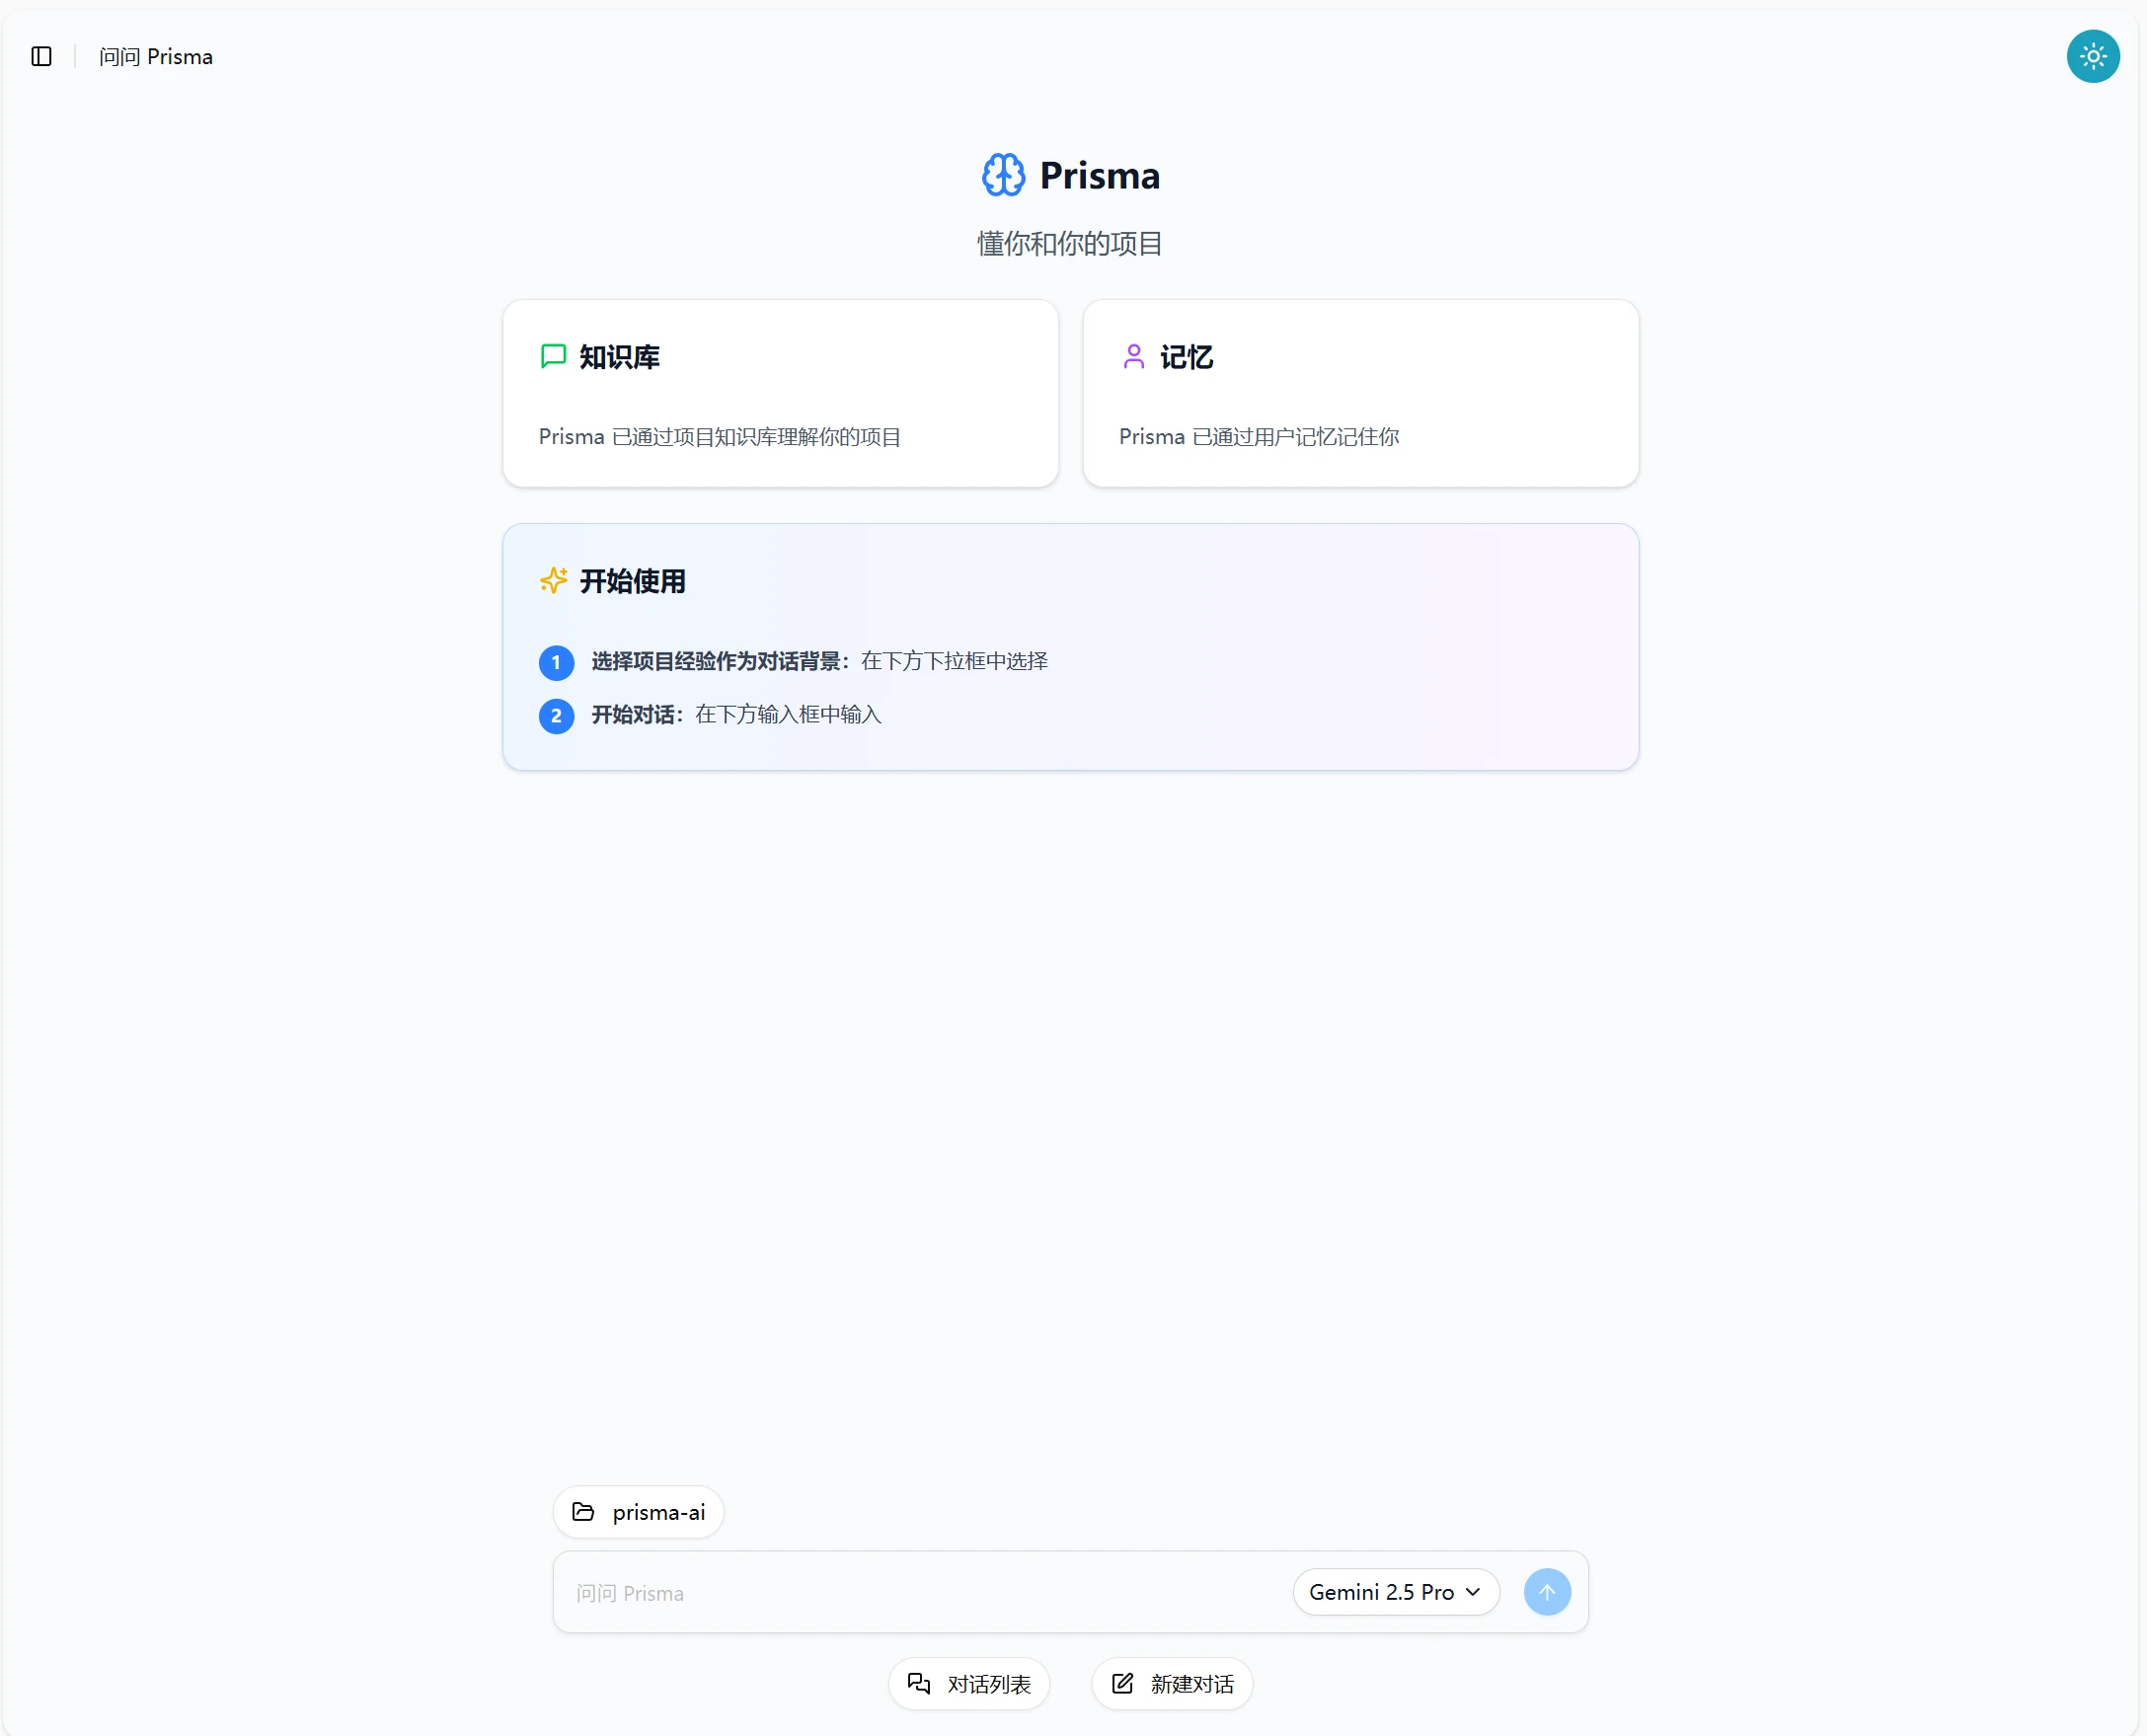 问问 Prisma
Prisma
懂你和你的项目
知识库
Prisma 已通过项目知识库理解你的项目
记忆
Prisma 已通过用户记忆记住你
开始使用
1 选择项目经验作为对话背景：在下方下拉框中选择
2 开始对话：在下方输入框中输入
prisma-ai
问问 Prisma
Gemini 2.5 Pro
对话列表
新建对话